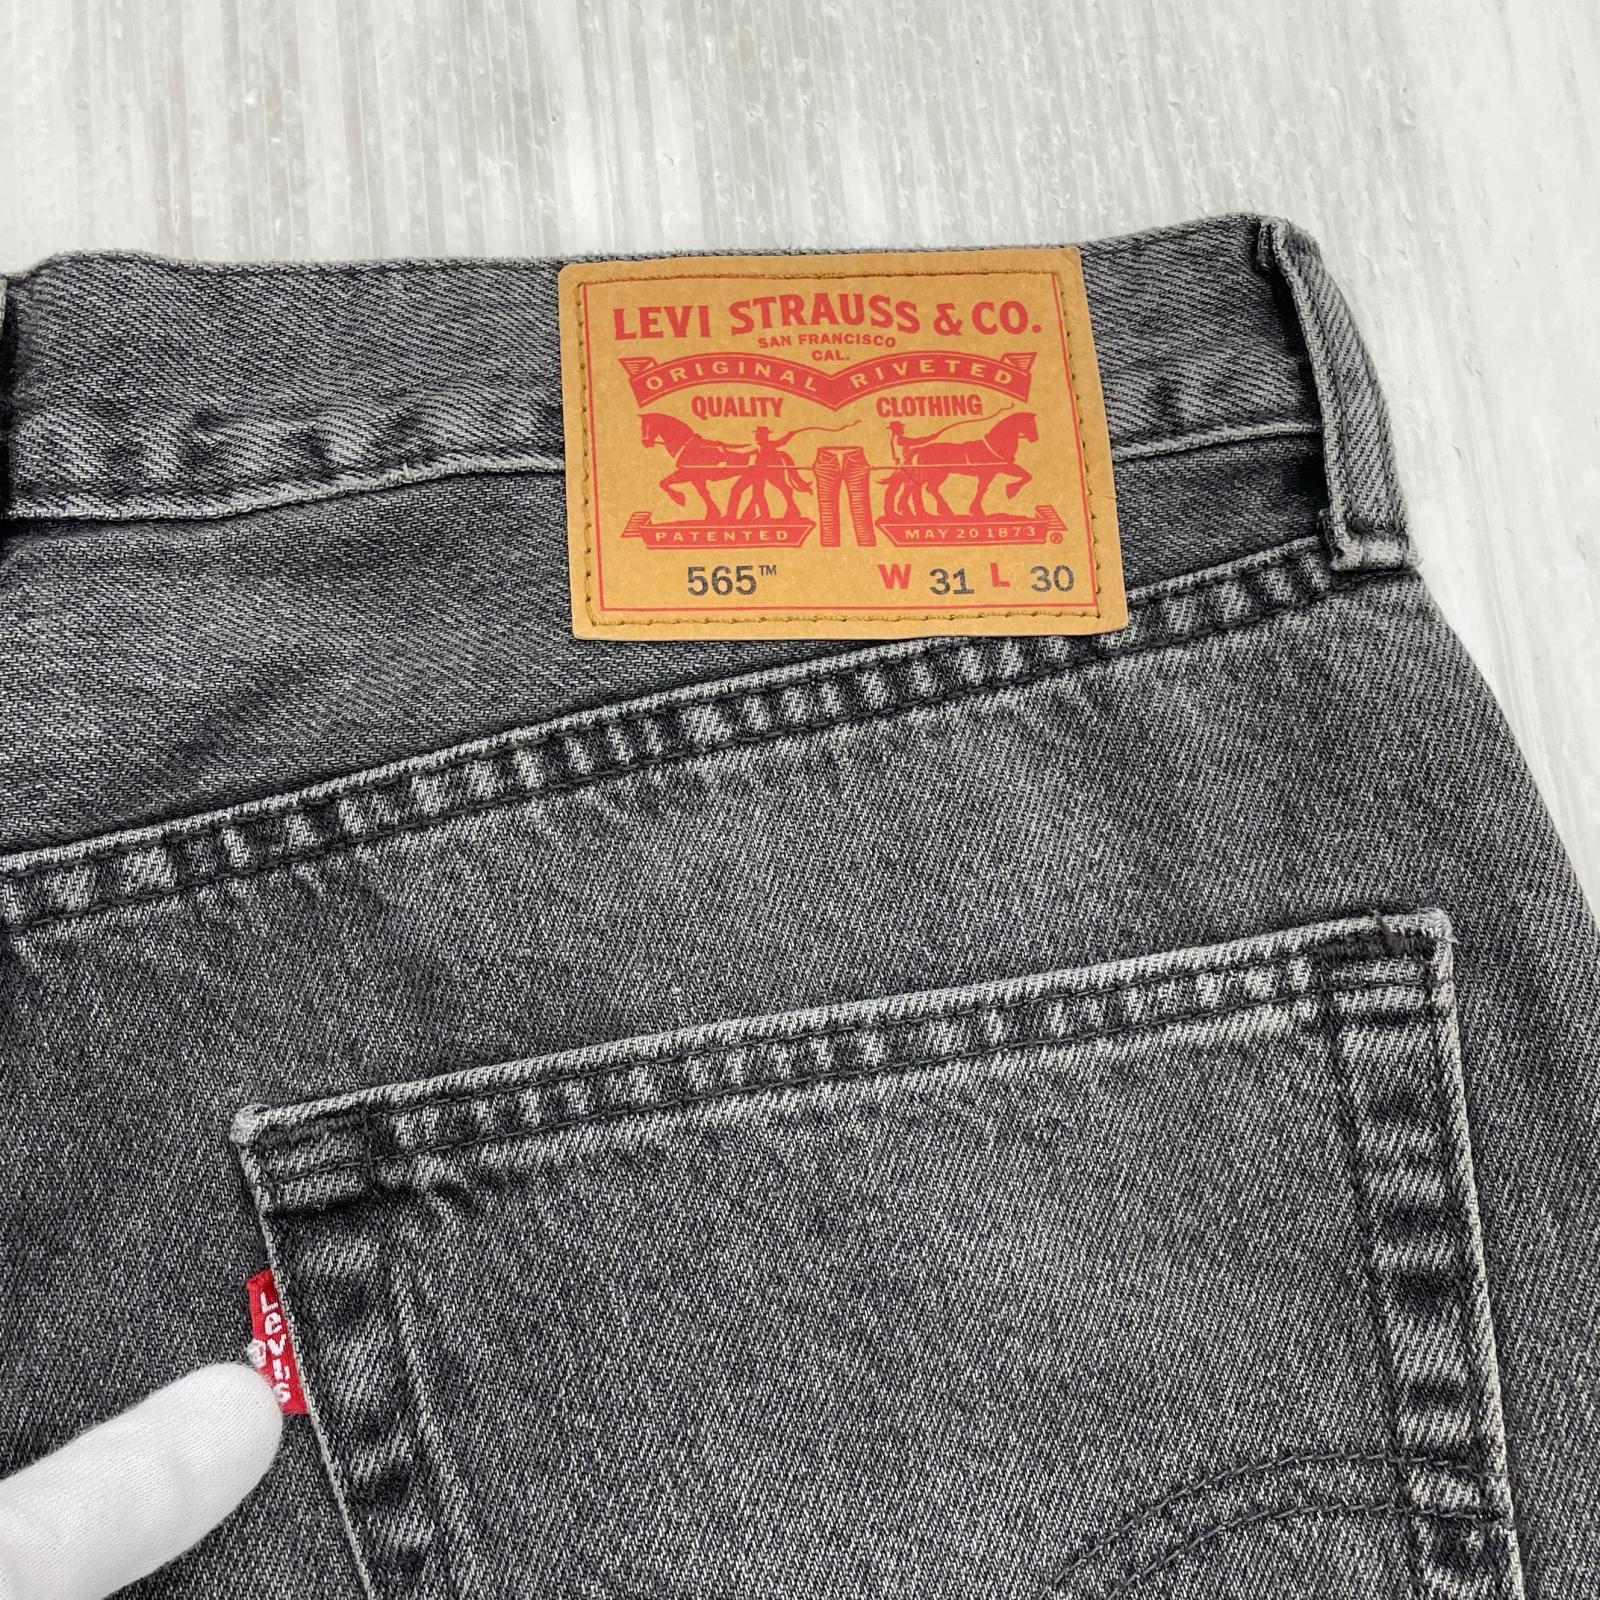 LEVI STRAUSS & CO.
SAN FRANCISCO
CAL.
ORIGINAL RIVETED
QUALITY CLOTHING
PATENTED MAY 20 1873 ®
565™ W 31 L 30
Levi's